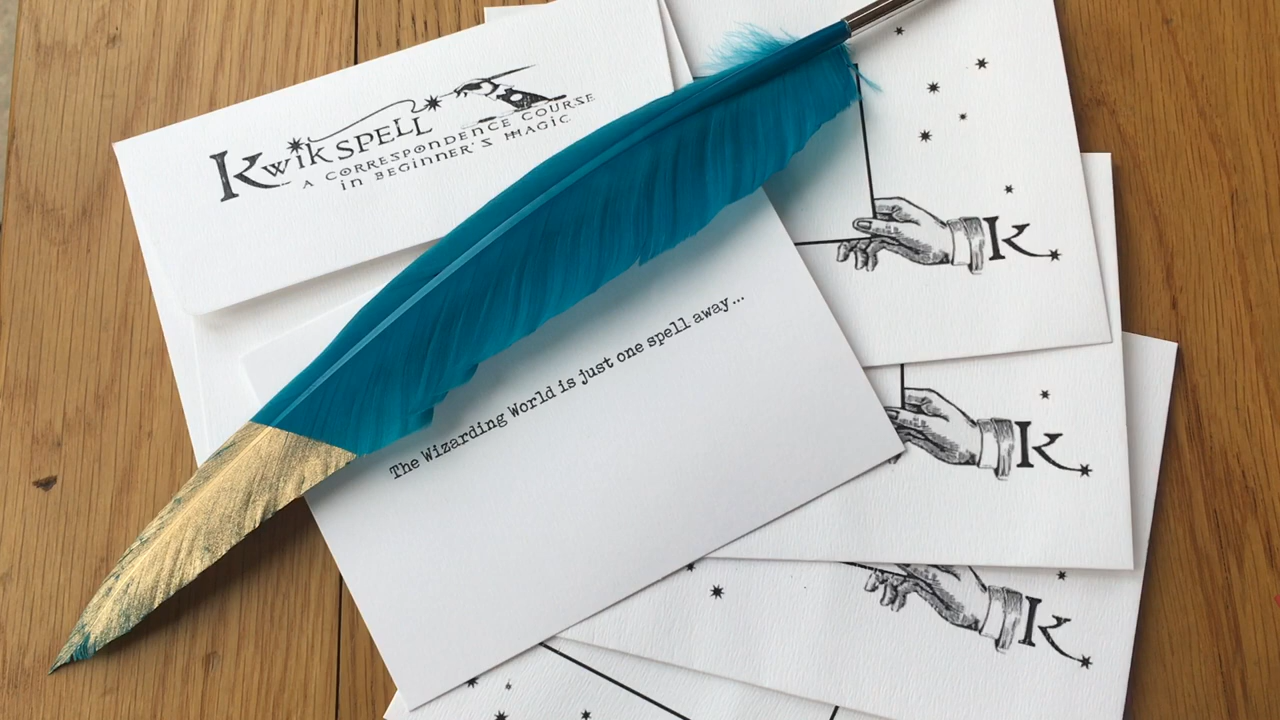 KwikSPELL
A CORRESPONDENCE COURSE
in BEGINNER'S MAGIC
The Wizarding World is just one spell away...
K
K
K